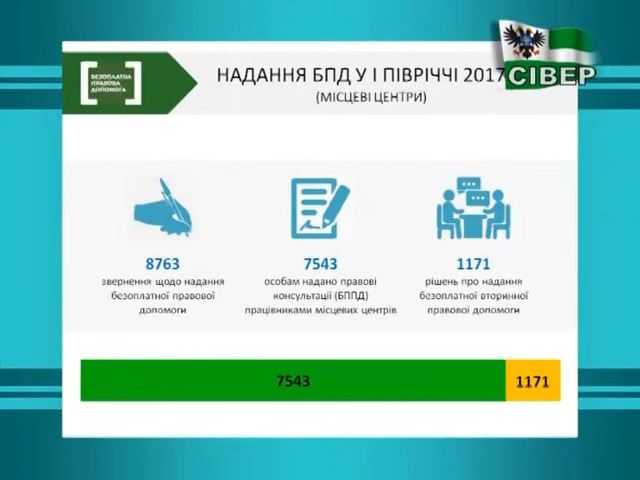 БЕЗОПЛАТНА
ПРАВОВА
ДОПОМОГА
НАДАННЯ БПД У І ПІВРІЧЧІ 2017
(МІСЦЕВІ ЦЕНТРИ)
СІВЕР
8763
звернення щодо надання
безоплатної правової
допомоги
7543
особам надано правові
консультації (БППД)
працівниками місцевих центрів
1171
рішень про надання
безоплатної вторинної
правової допомоги
7543
1171